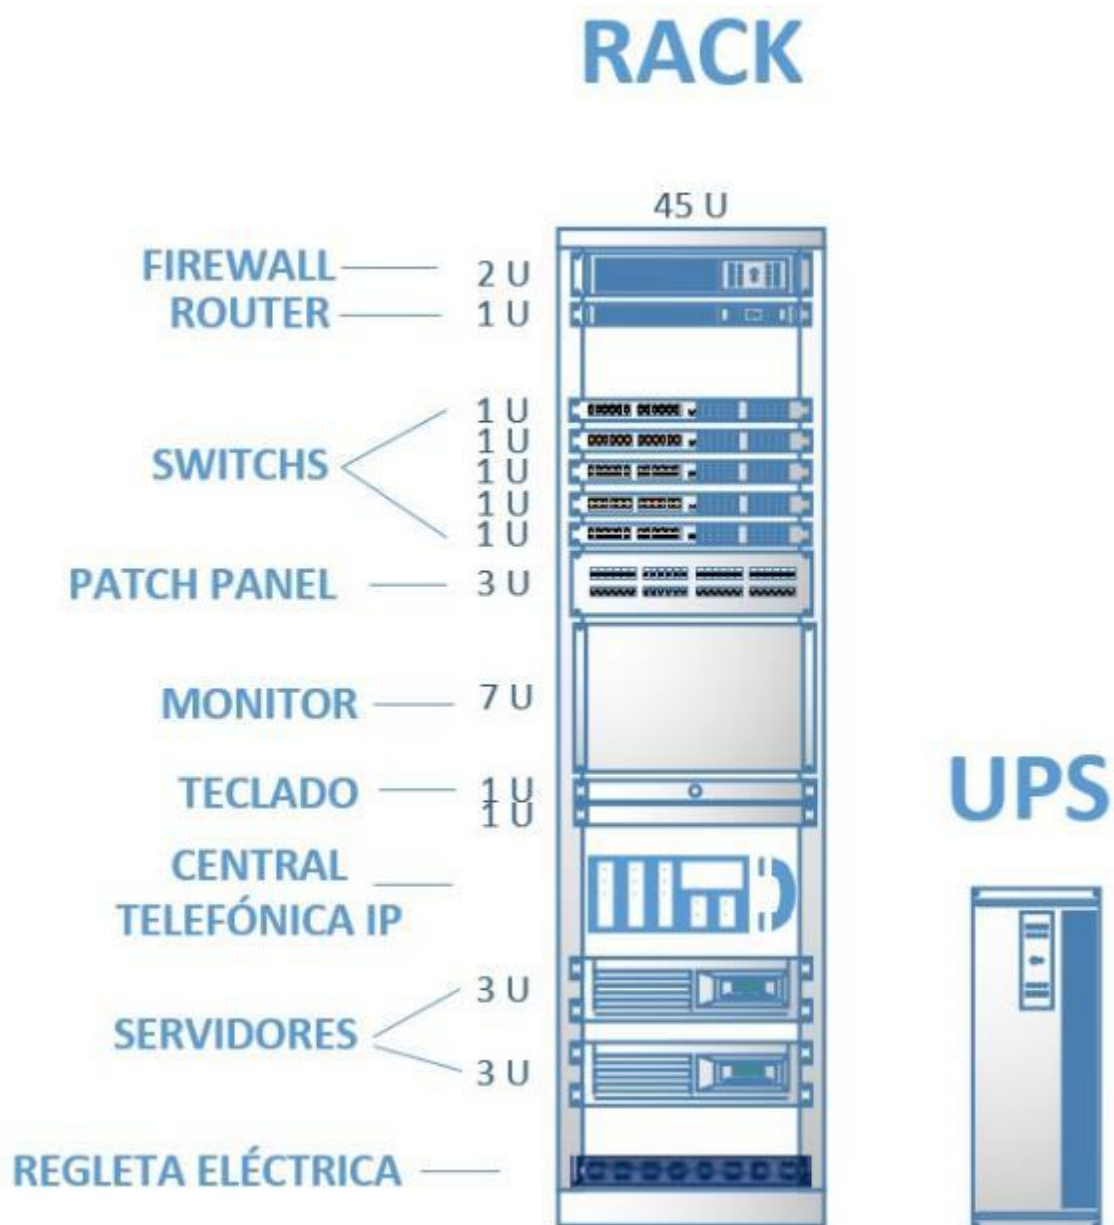 RACK
45 U
FIREWALL 2 U
ROUTER 1 U
1 U
1 U
SWITCHS 1 U
1 U
1 U
PATCH PANEL 3 U
MONITOR 7 U
UPS
TECLADO 1 U
1 U
CENTRAL
TELEFÓNICA IP
3 U
SERVIDORES
3 U
REGLETA ELÉCTRICA